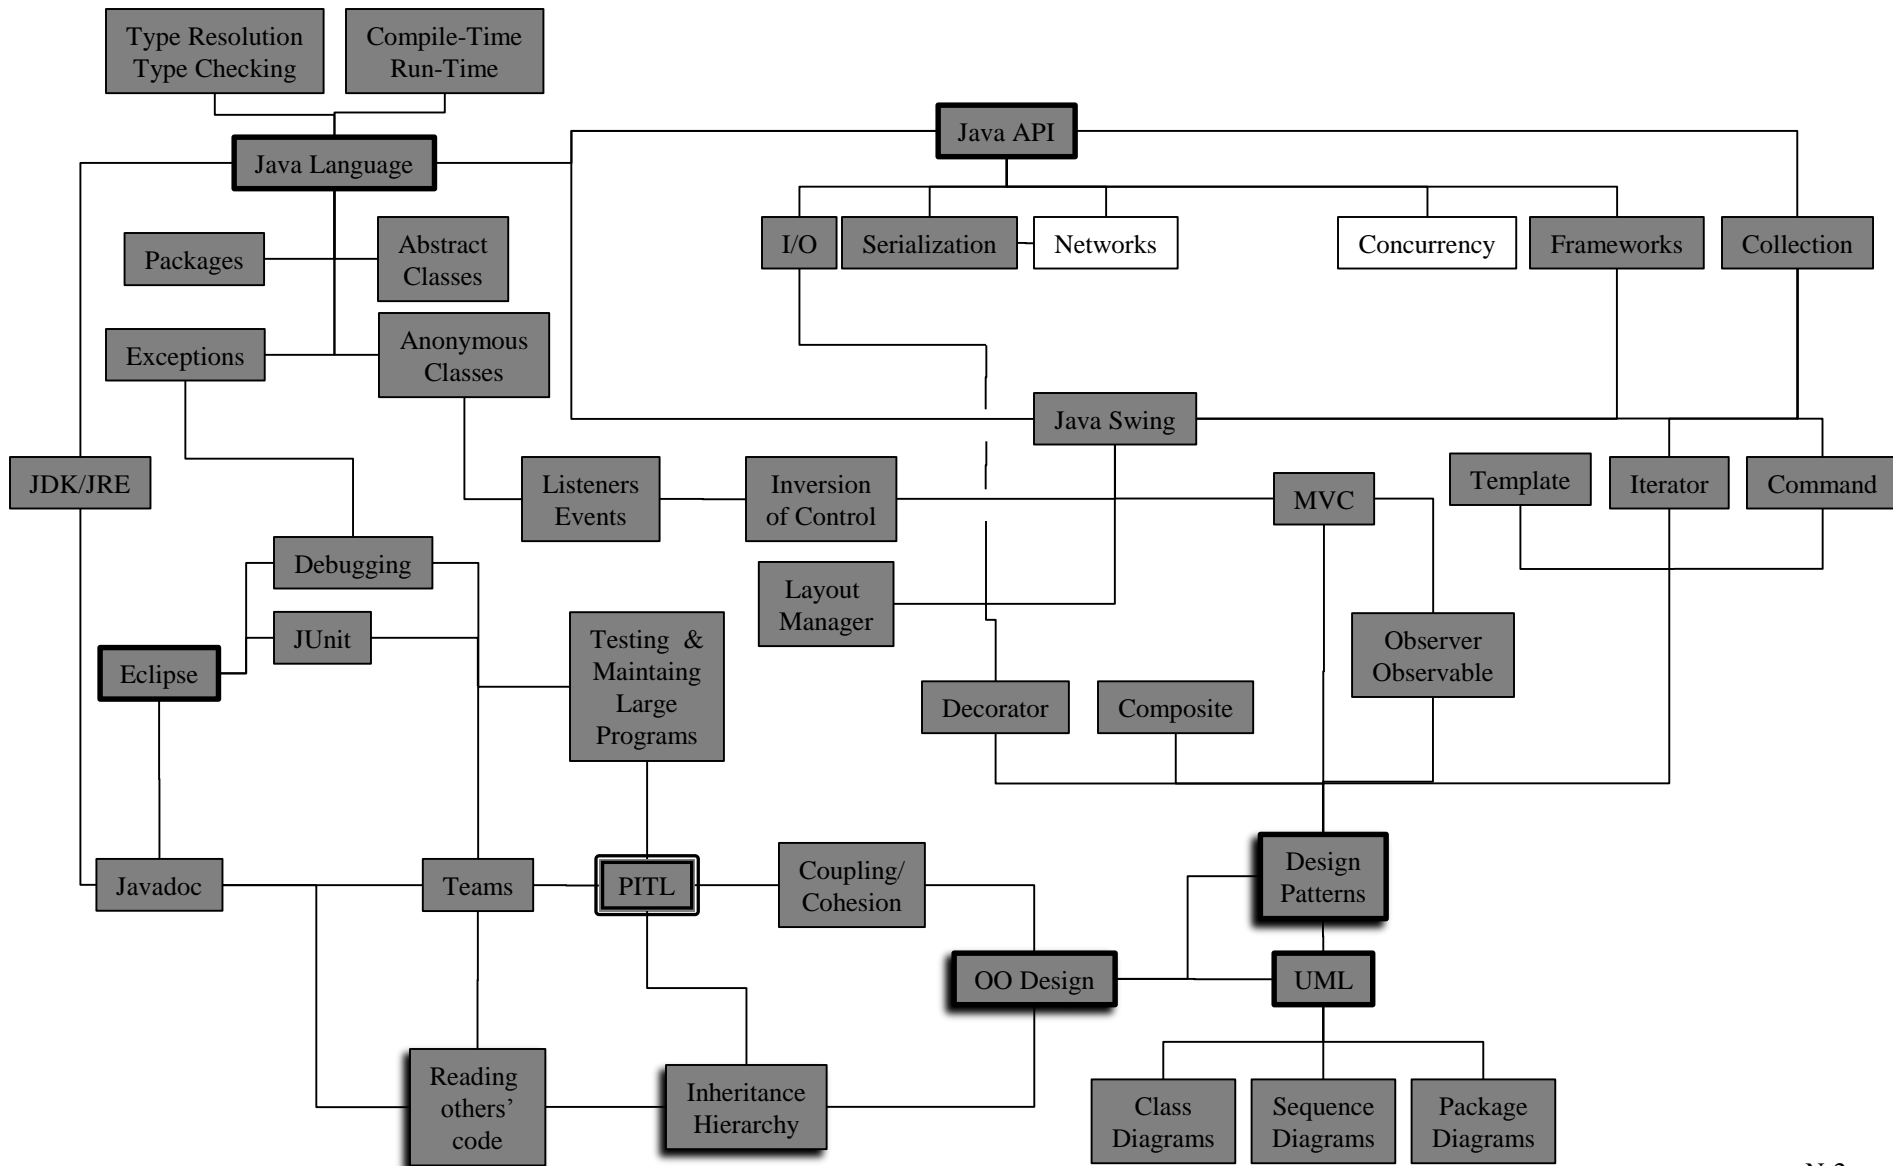 Type Resolution
Type Checking
Compile-Time
Run-Time
Java API
Java Language
I/O
Serialization
Networks
Concurrency
Frameworks
Collection
Packages
Abstract
Classes
Exceptions
Anonymous
Classes
Java Swing
JDK/JRE
Listeners
Events
Inversion
of Control
MVC
Template
Iterator
Command
Debugging
Layout
Manager
JUnit
Testing &
Maintaing
Large
Programs
Observer
Observable
Eclipse
Decorator
Composite
Javadoc
Teams
PITL
Coupling/
Cohesion
Design
Patterns
OO Design
UML
Reading
others’
code
Inheritance
Hierarchy
Class
Diagrams
Sequence
Diagrams
Package
Diagrams